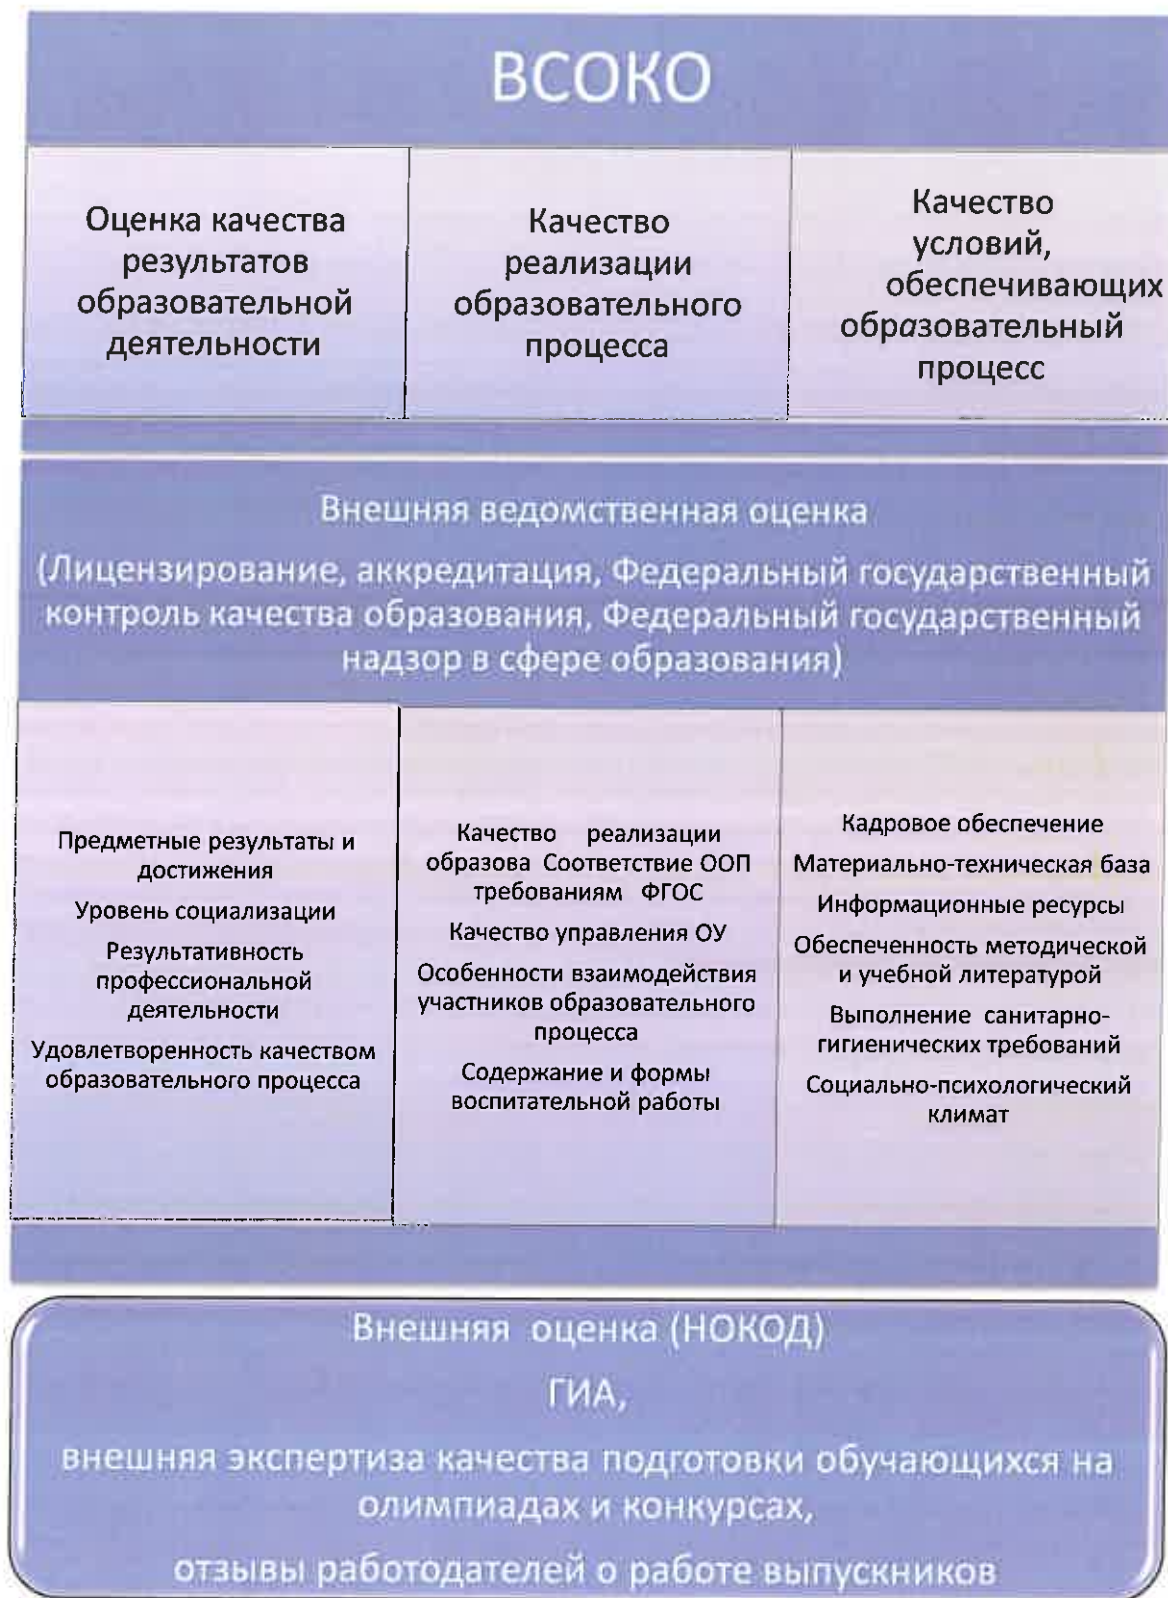 ВСОКО
Оценка качества
результатов
образовательной
деятельности
Качество
реализации
образовательного
процесса
Качество
условий,
обеспечивающих
образовательный
процесс
Внешняя ведомственная оценка
(Лицензирование, аккредитация, Федеральный государственный
контроль качества образования, Федеральный государственный
надзор в сфере образования)
Предметные результаты и
достижения
Уровень социализации
Результативность
профессиональной
деятельности
Удовлетворенность качеством
образовательного процесса
Качество реализации
образова Соответствие ООП
требованиям ФГОС
Качество управления ОУ
Особенности взаимодействия
участников образовательного
процесса
Содержание и формы
воспитательной работы
Кадровое обеспечение
Материально-техническая база
Информационные ресурсы
Обеспеченность методической
и учебной литературой
Выполнение санитарно-
гигиенических требований
Социально-психологический
климат
Внешняя оценка (НОКОД)
ГИА,
внешняя экспертиза качества подготовки обучающихся на
олимпиадах и конкурсах,
отзывы работодателей о работе выпускников